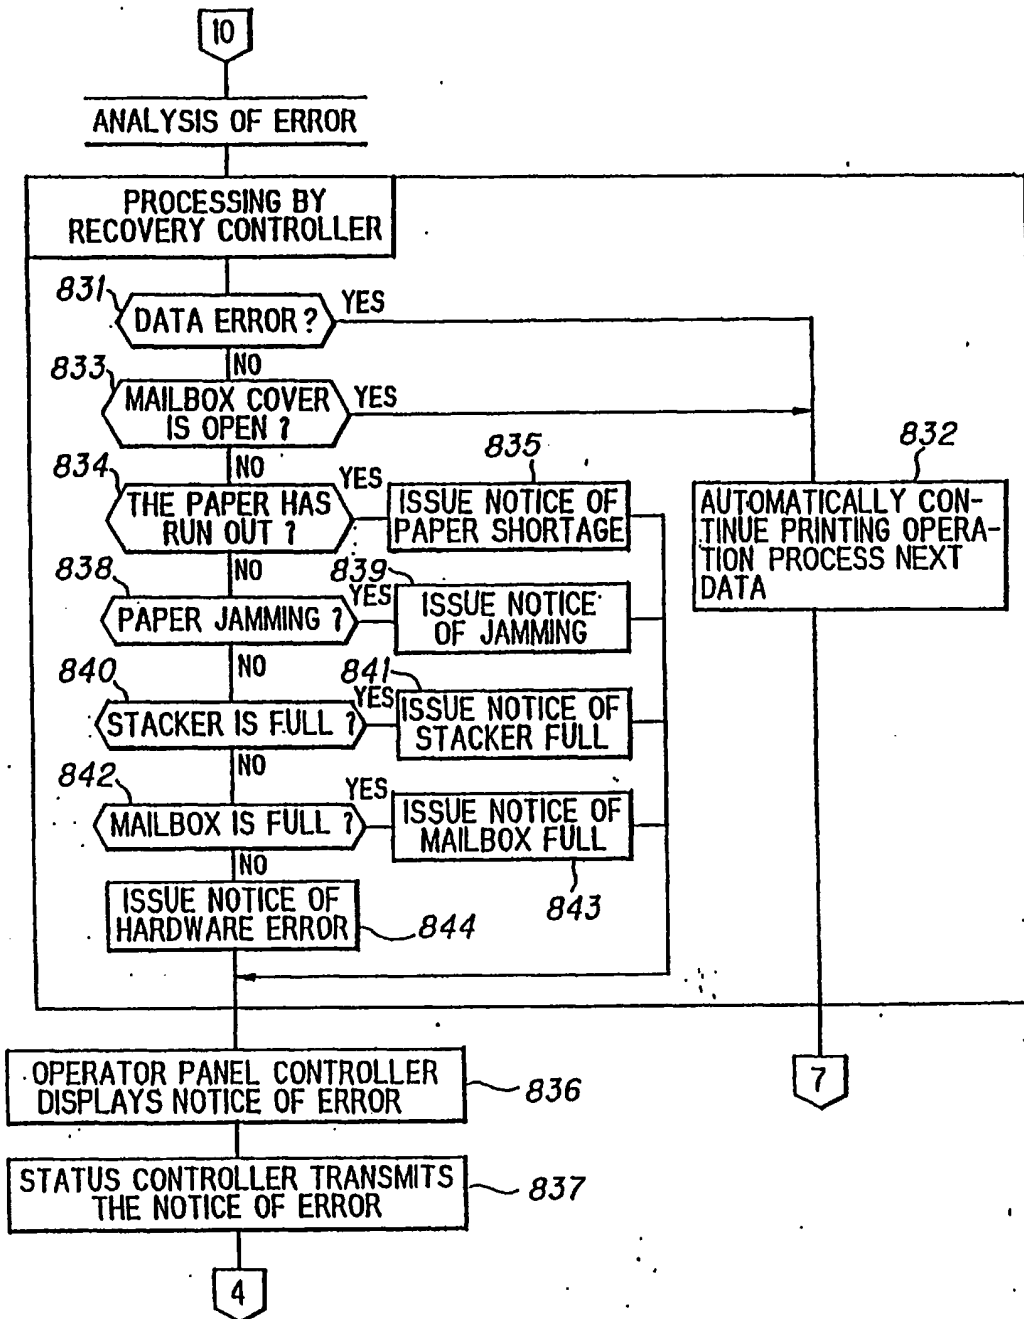 10
ANALYSIS OF ERROR
PROCESSING BY
RECOVERY CONTROLLER
831
DATA ERROR ?
YES
NO
833
MAILBOX COVER
IS OPEN ?
YES
NO
834
THE PAPER HAS
RUN OUT ?
YES
835
ISSUE NOTICE OF
PAPER SHORTAGE
832
AUTOMATICALLY CON-
TINUE PRINTING OPERA-
TION PROCESS NEXT
DATA
NO
838
PAPER JAMMING ?
YES
839
ISSUE NOTICE
OF JAMMING
NO
840
STACKER IS FULL ?
YES
841
ISSUE NOTICE OF
STACKER FULL
NO
842
MAILBOX IS FULL ?
YES
ISSUE NOTICE OF
MAILBOX FULL
843
NO
ISSUE NOTICE OF
HARDWARE ERROR
844
OPERATOR PANEL CONTROLLER
DISPLAYS NOTICE OF ERROR
836
7
STATUS CONTROLLER TRANSMITS
THE NOTICE OF ERROR
837
4